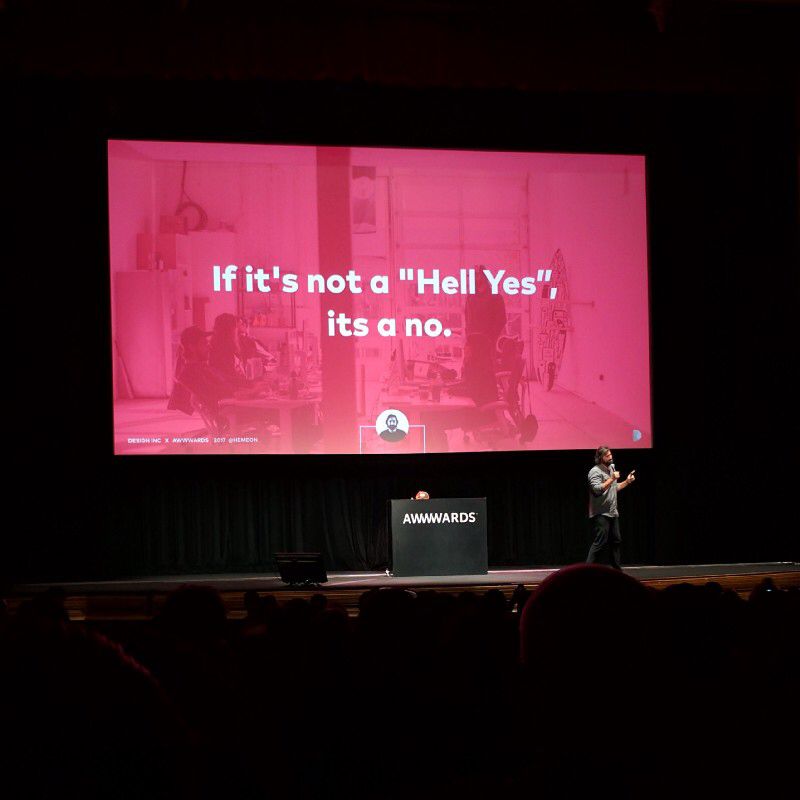 If it's not a "Hell Yes",
its a no.
DESIGN INC X AWWWARDS 2017 @HEMEON
AWWWARDS